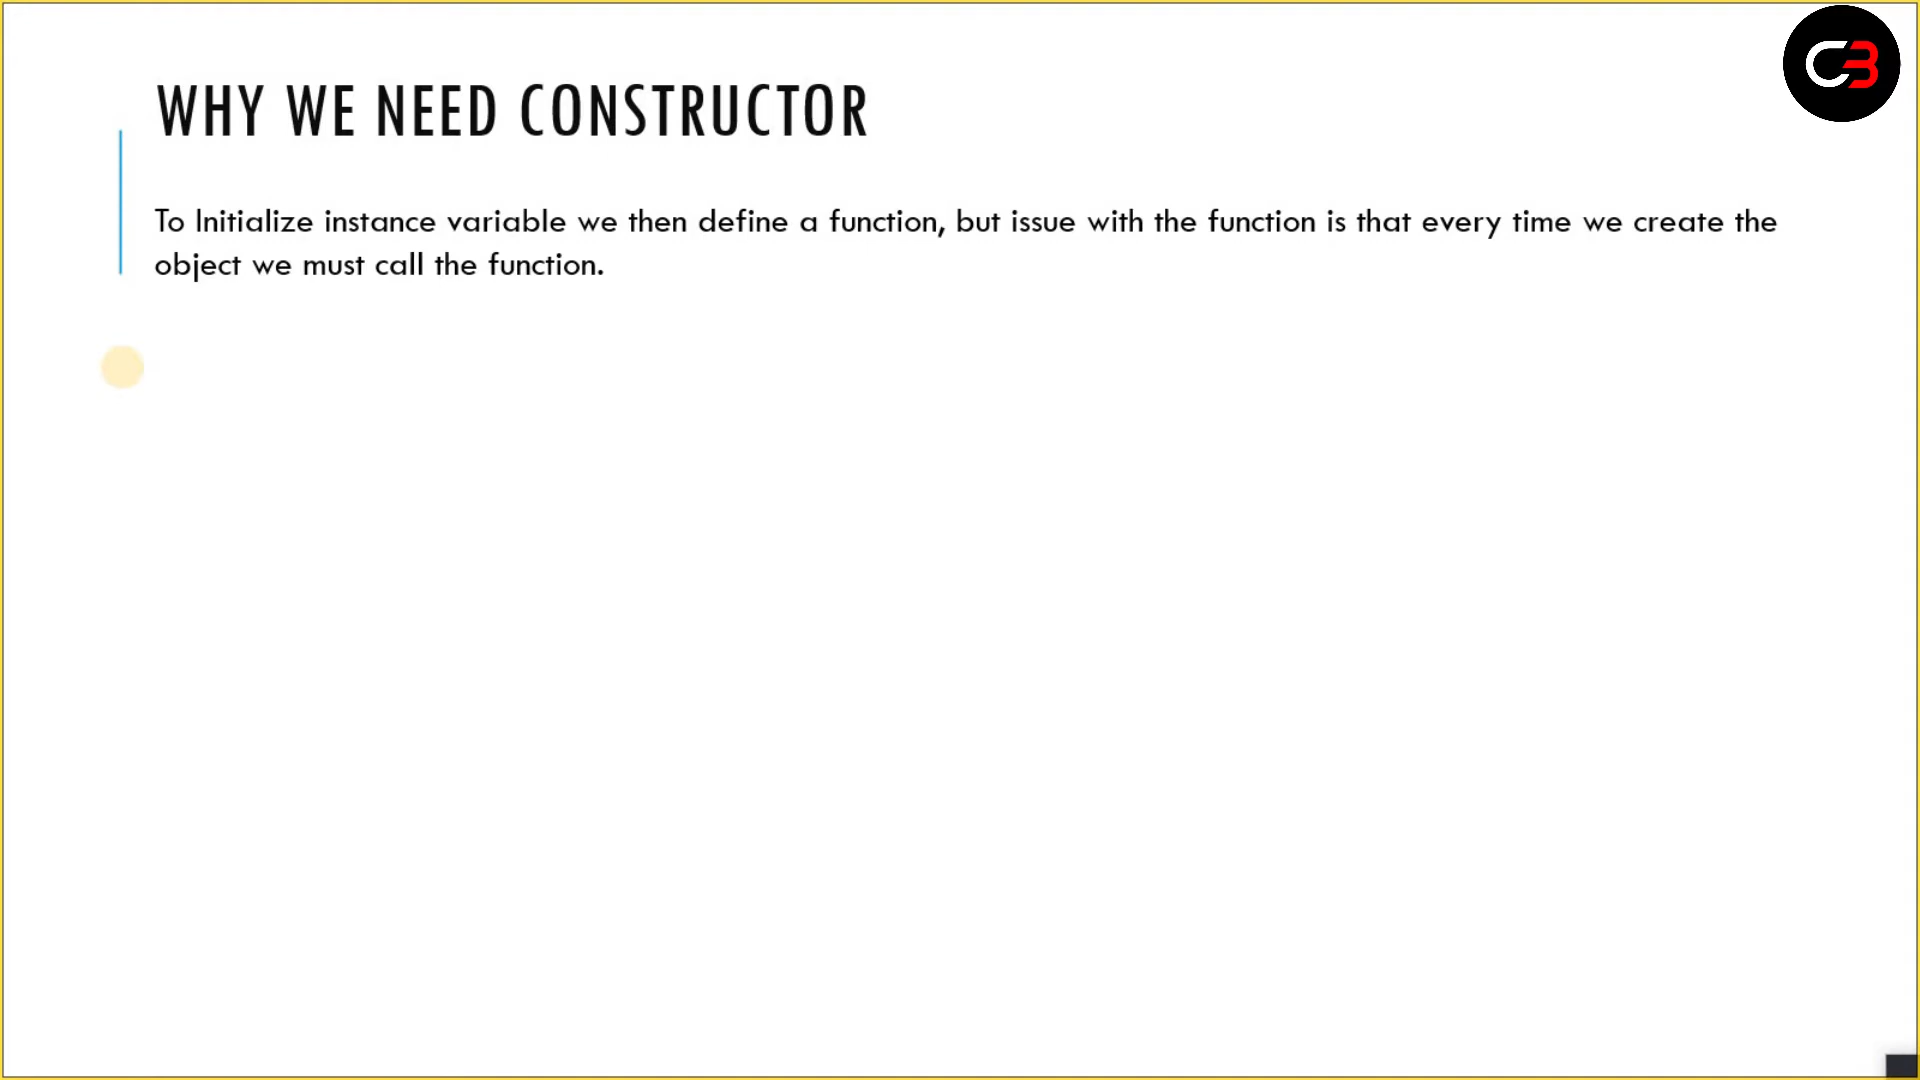 WHY WE NEED CONSTRUCTOR
To Initialize instance variable we then define a function, but issue with the function is that every time we create the
object we must call the function.
CB